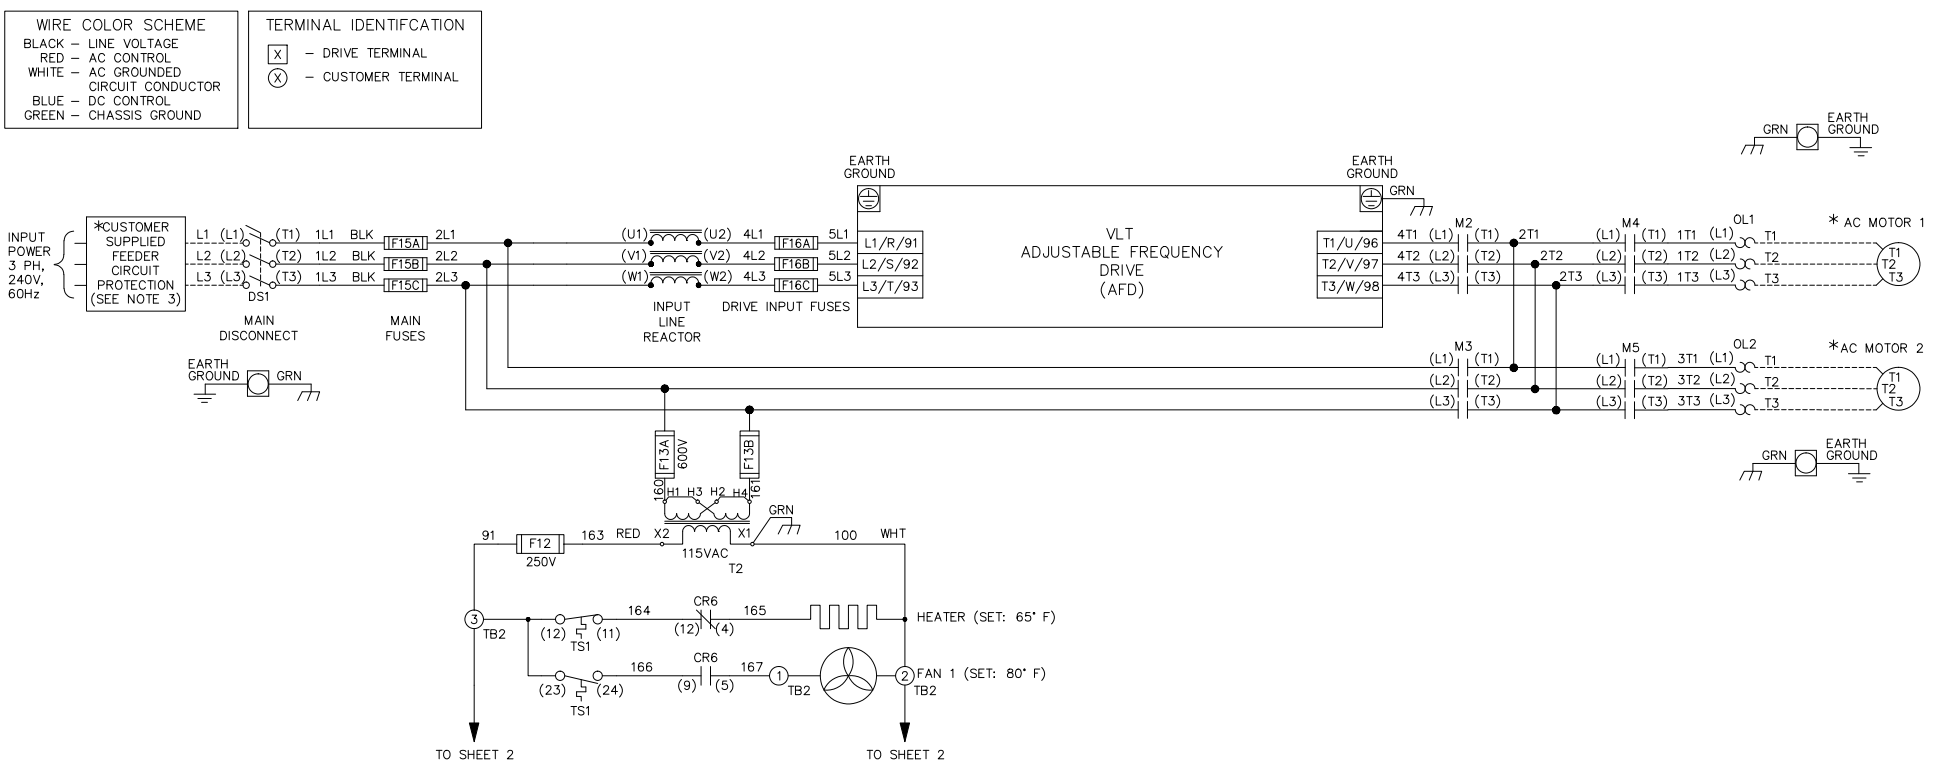 WIRE COLOR SCHEME
BLACK – LINE VOLTAGE
RED – AC CONTROL
WHITE – AC GROUNDED
CIRCUIT CONDUCTOR
BLUE – DC CONTROL
GREEN – CHASSIS GROUND
TERMINAL IDENTIFCATION
X – DRIVE TERMINAL
X – CUSTOMER TERMINAL
GRN
EARTH
GROUND
INPUT
POWER
3 PH,
240V,
60Hz
*CUSTOMER
SUPPLIED
FEEDER
CIRCUIT
PROTECTION
(SEE NOTE 3)
L1 (L1) (T1) 1L1 BLK F15A 2L1
L2 (L2) (T2) 1L2 BLK F15B 2L2
L3 (L3) (T3) 1L3 BLK F15C 2L3
DS1
MAIN
DISCONNECT
MAIN
FUSES
EARTH
GROUND
GRN
(U1) (U2) 4L1 F16A 5L1
(V1) (V2) 4L2 F16B 5L2
(W1) (W2) 4L3 F16C 5L3
INPUT
LINE
REACTOR
DRIVE INPUT FUSES
EARTH
GROUND
L1/R/91
L2/S/92
L3/T/93
VLT
ADJUSTABLE FREQUENCY
DRIVE
(AFD)
EARTH
GROUND
GRN
T1/U/96
T2/V/97
T3/W/98
M2 M4 OL1
4T1 (L1) (T1) 2T1 (L1) (T1) 1T1 (L1) T1
4T2 (L2) (T2) 2T2 (L2) (T2) 1T2 (L2) T2
4T3 (L3) (T3) 2T3 (L3) (T3) 1T3 (L3) T3
* AC MOTOR 1
T1
T2
T3
M3 M5 OL2
(L1) (T1) (L1) (T1) 3T1 (L1) T1
(L2) (T2) (L2) (T2) 3T2 (L2) T2
(L3) (T3) (L3) (T3) 3T3 (L3) T3
* AC MOTOR 2
T1
T2
T3
GRN
EARTH
GROUND
F13A
600V
F13B
160
161
H1 H3 H2 H4
GRN
91 F12 163 RED X2 X1 100 WHT
250V
115VAC
T2
3
TB2
164 CR6 165
(12) (11) (12) (4)
TS1
HEATER (SET: 65° F)
166 CR6 167
(23) (24) (9) (5)
TS1
1
TB2
2
TB2
FAN 1 (SET: 80° F)
TO SHEET 2
TO SHEET 2